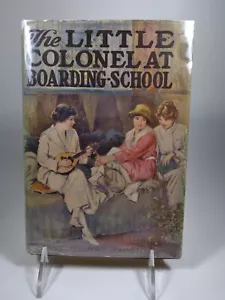 The LITTLE
COLONEL AT
BOARDING-SCHOOL